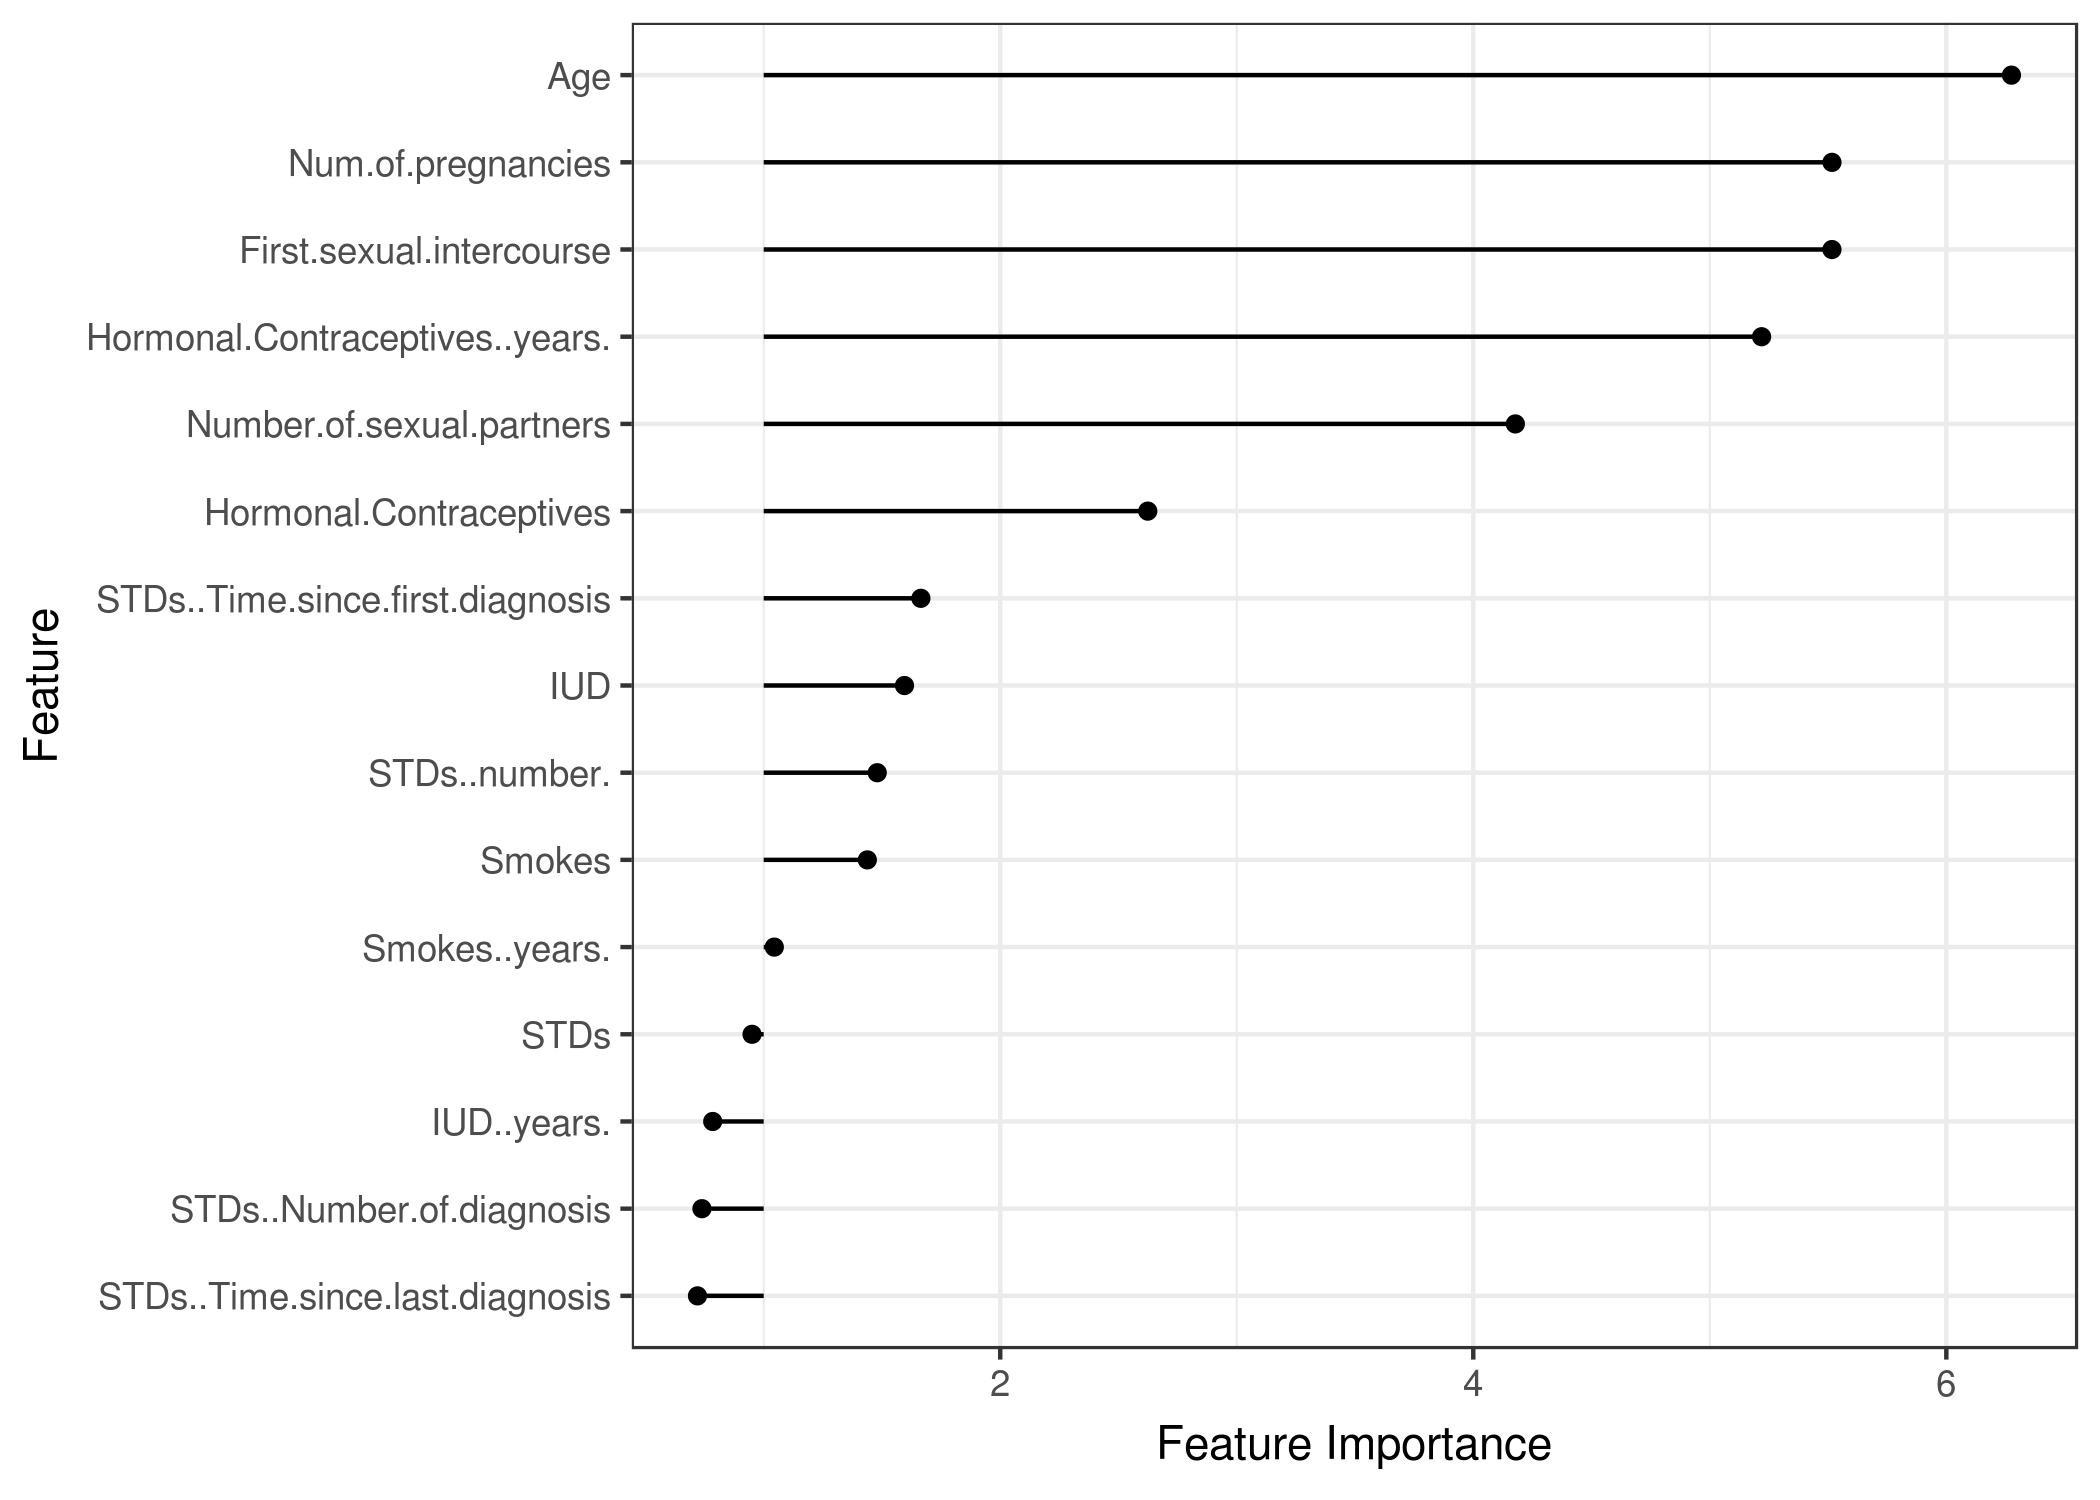 Age
Num.of.pregnancies
First.sexual.intercourse
Hormonal.Contraceptives..years.
Number.of.sexual.partners
Hormonal.Contraceptives
STDs..Time.since.first.diagnosis
IUD
STDs..number.
Smokes
Smokes..years.
STDs
IUD..years.
STDs..Number.of.diagnosis
STDs..Time.since.last.diagnosis
Feature
2 4 6
Feature Importance